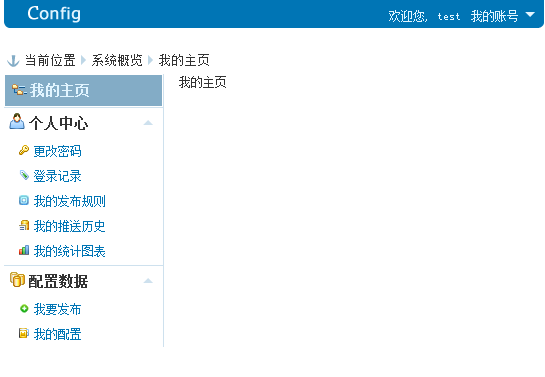 Config
欢迎您, test 我的账号
当前位置 系统概览 我的主页
我的主页
我的主页
个人中心
更改密码
登录记录
我的发布规则
我的推送历史
我的统计图表
配置数据
我要发布
我的配置